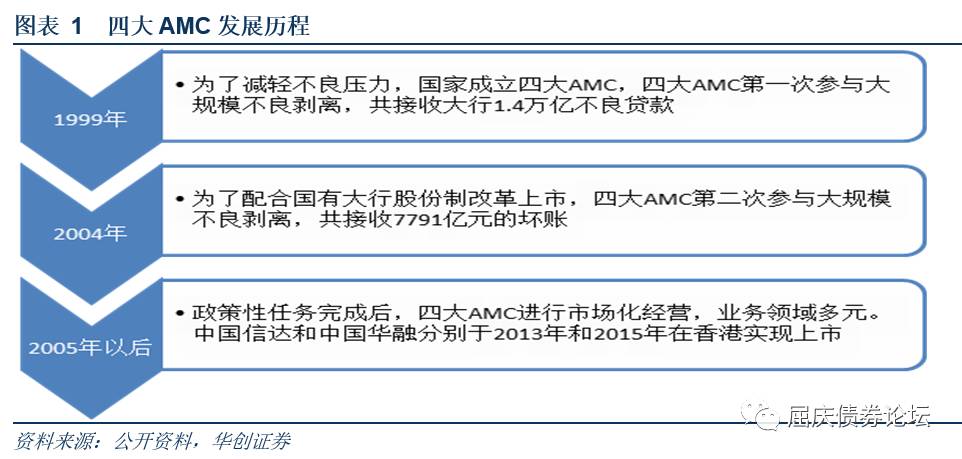 图表 1 四大 AMC 发展历程
1999年
• 为了减轻不良压力，国家成立四大AMC，四大AMC第一次参与大
规模不良剥离，共接收大行1.4万亿不良贷款
2004年
• 为了配合国有大行股份制改革上市，四大AMC第二次参与大规模
不良剥离，共接收7791亿元的坏账
2005年以后
• 政策性任务完成后，四大AMC进行市场化经营，业务领域多元。
中国信达和中国华融分别于2013年和2015年在香港实现上市
屈庆债券论坛
资料来源：公开资料，华创证券